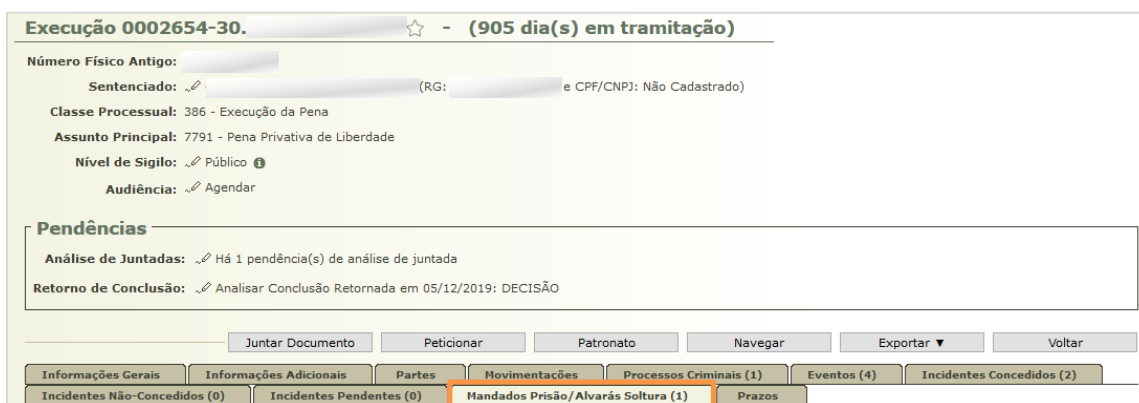 Execução 0002654-30. - (905 dia(s) em tramitação)
Número Físico Antigo:
Sentenciado: (RG: e CPF/CNPJ: Não Cadastrado)
Classe Processual: 386 - Execução da Pena
Assunto Principal: 7791 - Pena Privativa de Liberdade
Nível de Sigilo: Público
Audiência: Agendar
Pendências
Análise de Juntadas: Há 1 pendência(s) de análise de juntada
Retorno de Conclusão: Analisar Conclusão Retornada em 05/12/2019: DECISÃO
Juntar Documento Peticionar Patronato Navegar Exportar ▼ Voltar
Informações Gerais Informações Adicionais Partes Movimentações Processos Criminais (1) Eventos (4) Incidentes Concedidos (2)
Incidentes Não-Concedidos (0) Incidentes Pendentes (0) Mandados Prisão/Alvarás Soltura (1) Prazos